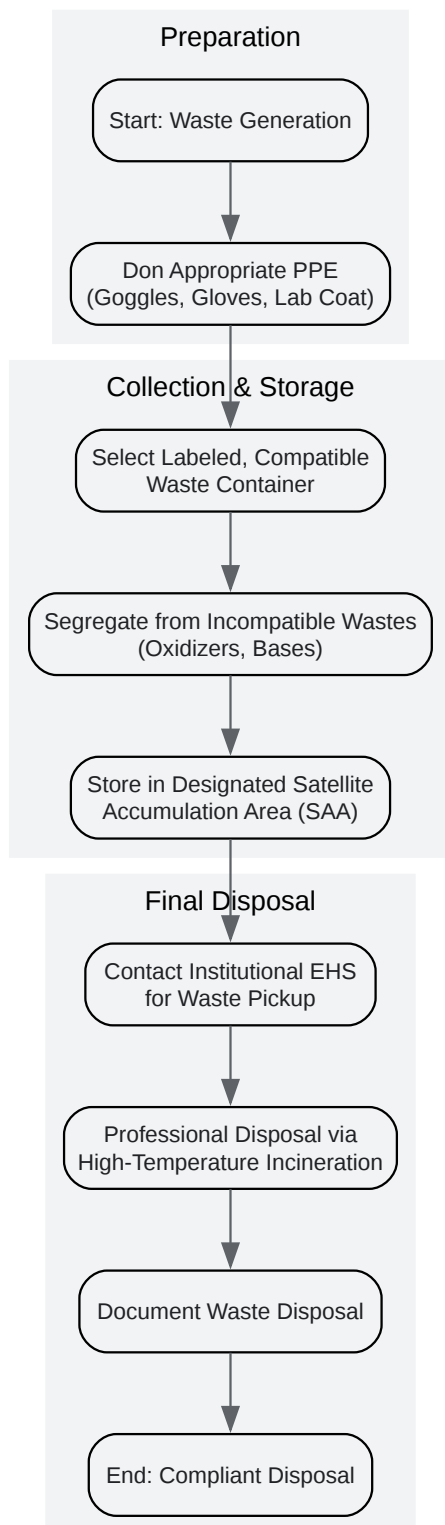 Preparation
Start: Waste Generation
Don Appropriate PPE
(Goggles, Gloves, Lab Coat)
Collection & Storage
Select Labeled, Compatible
Waste Container
Segregate from Incompatible Wastes
(Oxidizers, Bases)
Store in Designated Satellite
Accumulation Area (SAA)
Final Disposal
Contact Institutional EHS
for Waste Pickup
Professional Disposal via
High-Temperature Incineration
Document Waste Disposal
End: Compliant Disposal